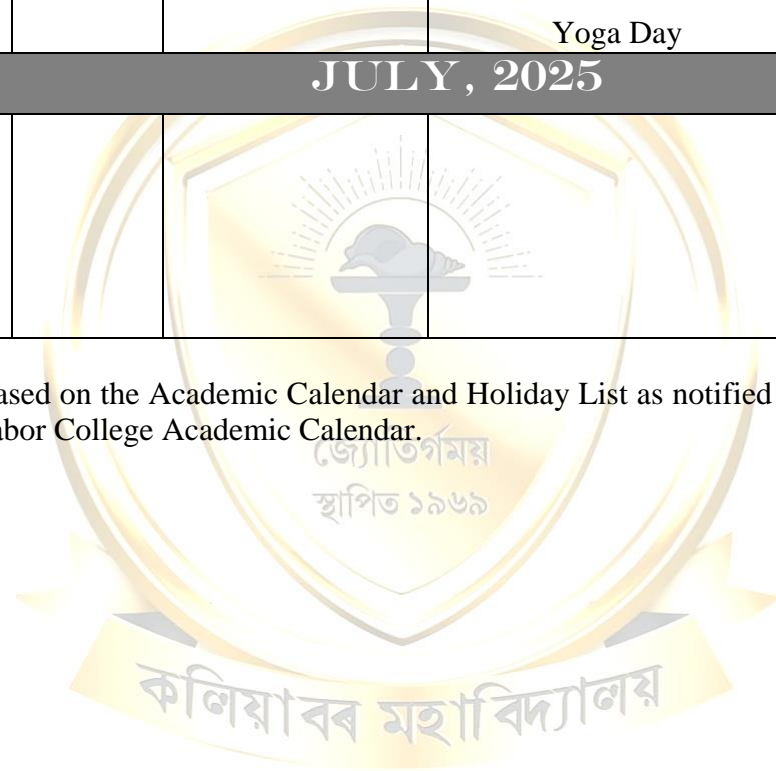 Yoga Day
JULY, 2025
ased on the Academic Calendar and Holiday List as notified
abor College Academic Calendar.
জ্যোতিৰ্গময়
স্থাপিত ১৯৬৯
কলিয়াবৰ মহাবিদ্যালয়